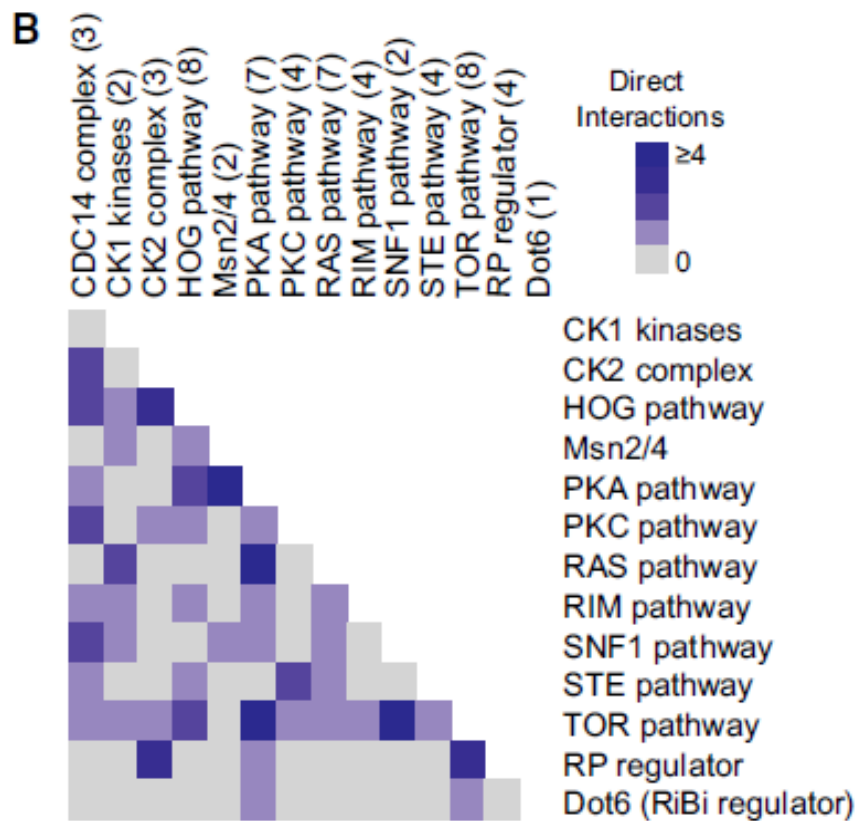 B
CDC14 complex (3)
CK1 kinases (2)
CK2 complex (3)
HOG pathway (8)
Msn2/4 (2)
PKA pathway (7)
PKC pathway (4)
RAS pathway (7)
RIM pathway (4)
SNF1 pathway (2)
STE pathway (4)
TOR pathway (8)
RP regulator (4)
Dot6 (1)
Direct
Interactions
≥4
0
CK1 kinases
CK2 complex
HOG pathway
Msn2/4
PKA pathway
PKC pathway
RAS pathway
RIM pathway
SNF1 pathway
STE pathway
TOR pathway
RP regulator
Dot6 (RiBi regulator)